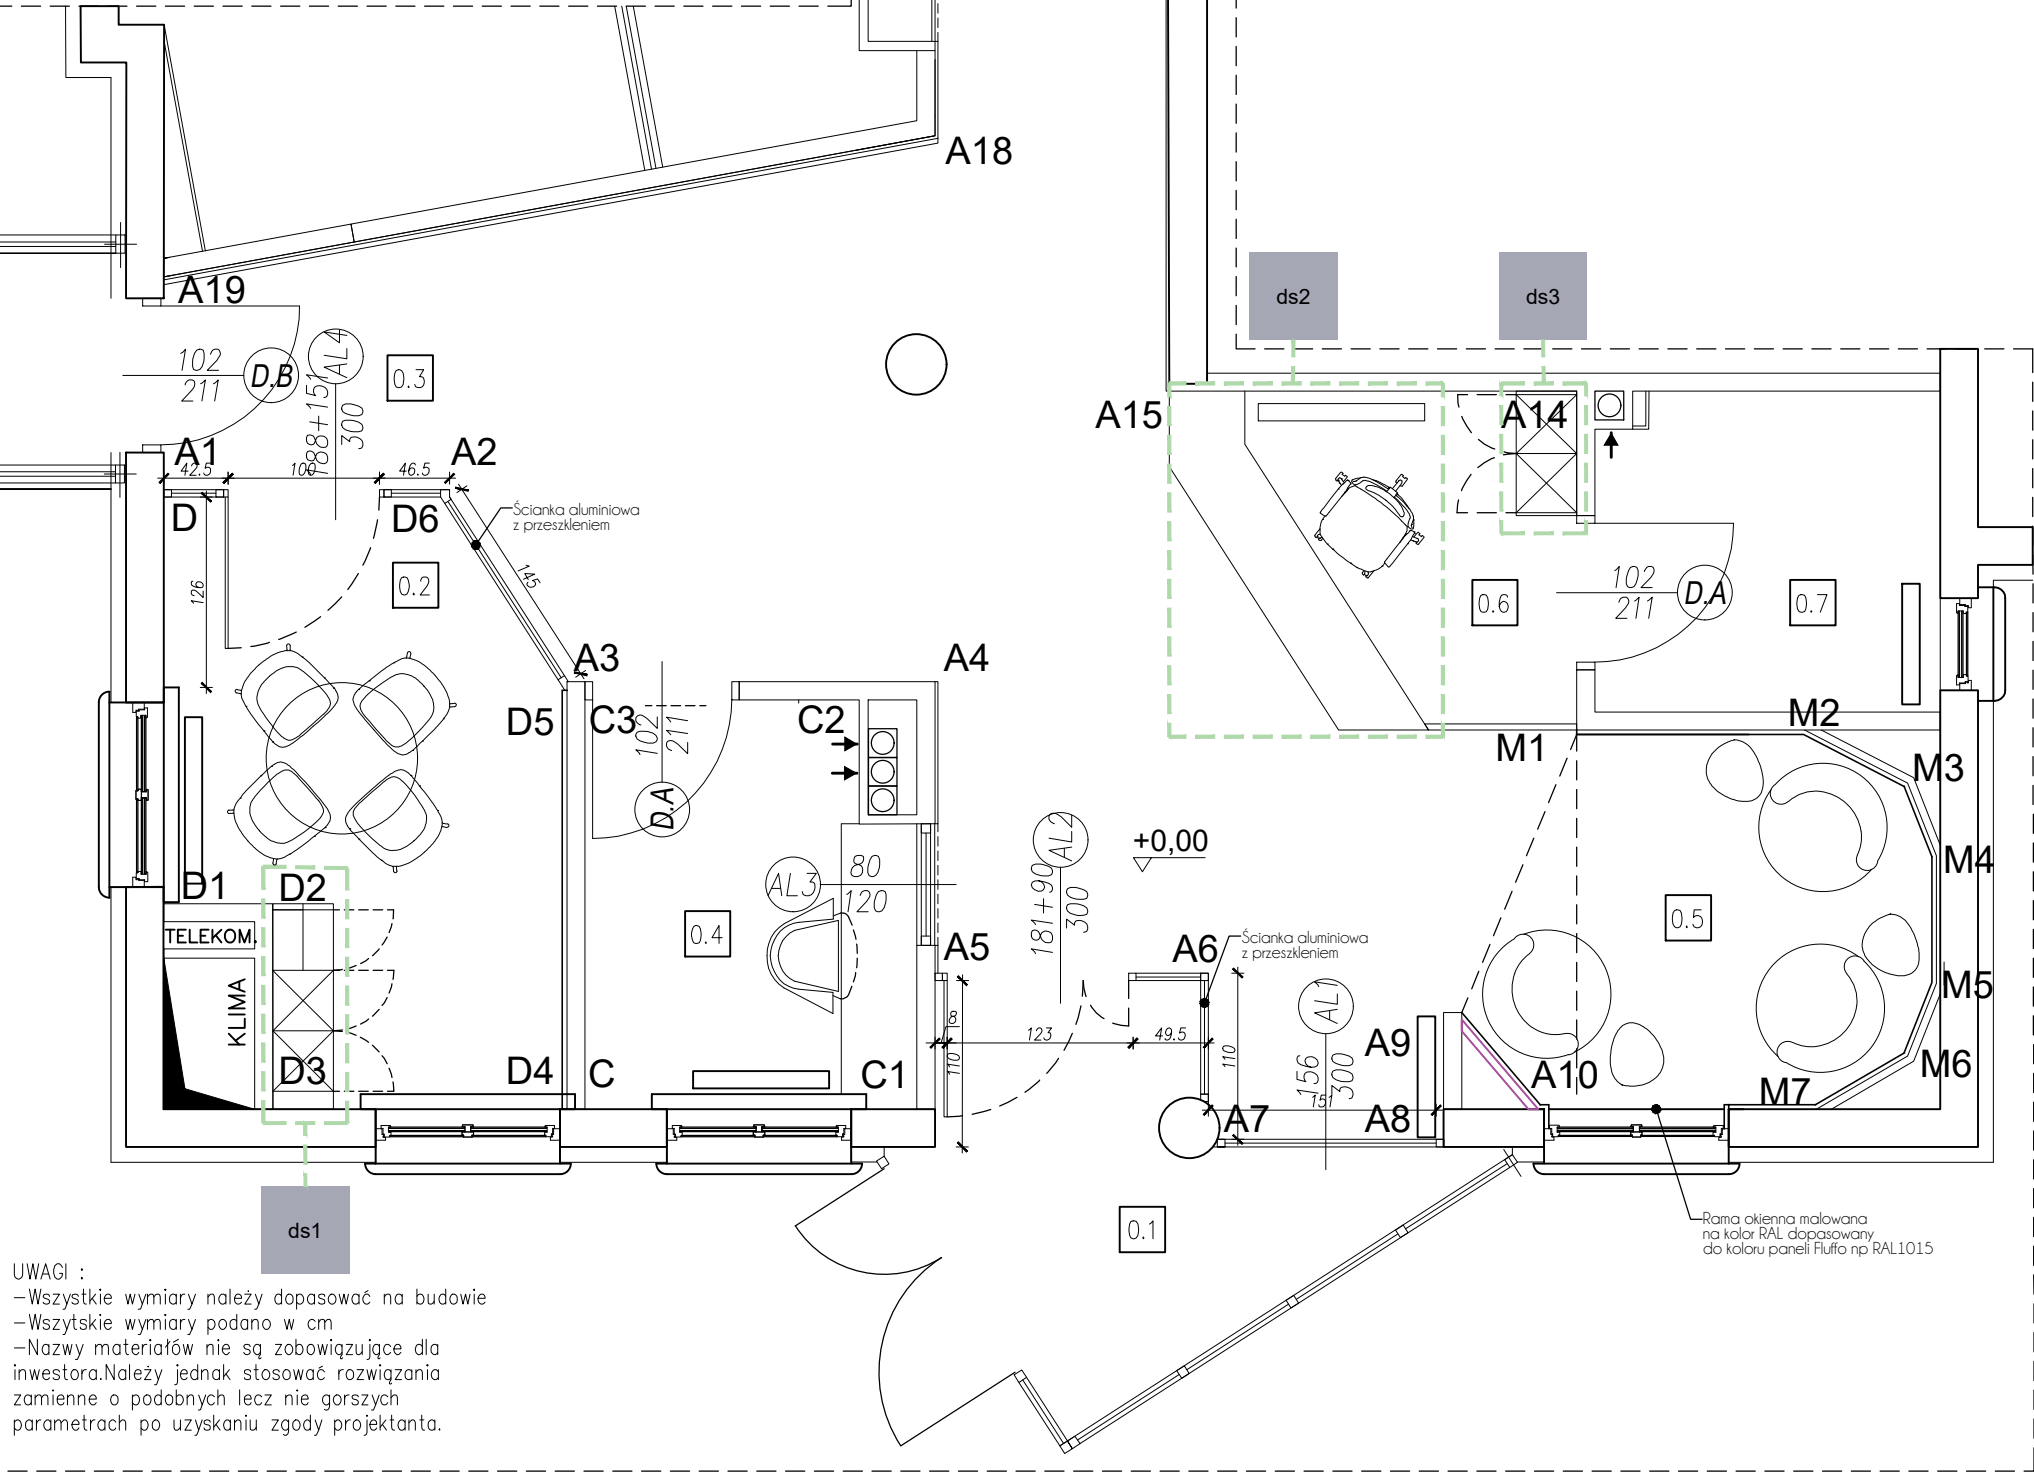 A18
ds2
ds3
A19
102
211
D.B
AL4
188+151
300
0.3
A15
A14
A1
A2
42.5
100
46.5
D
D6
Ścianka aluminiowa
z przeszkleniem
145
126
0.2
0.6
102
211
D.A
0.7
A3
A4
D5
C3
C2
102
211
D.A
M1
M2
M3
+0,00
AL2
181+90
300
M4
D1
D2
AL3
80
120
0.4
0.5
TELEKOM.
KLIMA
A5
A6
Ścianka aluminiowa
z przeszkleniem
M5
AL1
156
300
18
110
123
49.5
110
A9
D3
D4
C
C1
A10
M6
M7
151
A7
A8
0.1
Rama okienna malowana
na kolor RAL dopasowany
do koloru paneli Fluffo np RAL1015
ds1
UWAGI :
-Wszystkie wymiary należy dopasować na budowie
-Wszytskie wymiary podano w cm
-Nazwy materiałów nie są zobowiązujące dla
inwestora.Należy jednak stosować rozwiązania
zamienne o podobnych lecz nie gorszych
parametrach po uzyskaniu zgody projektanta.